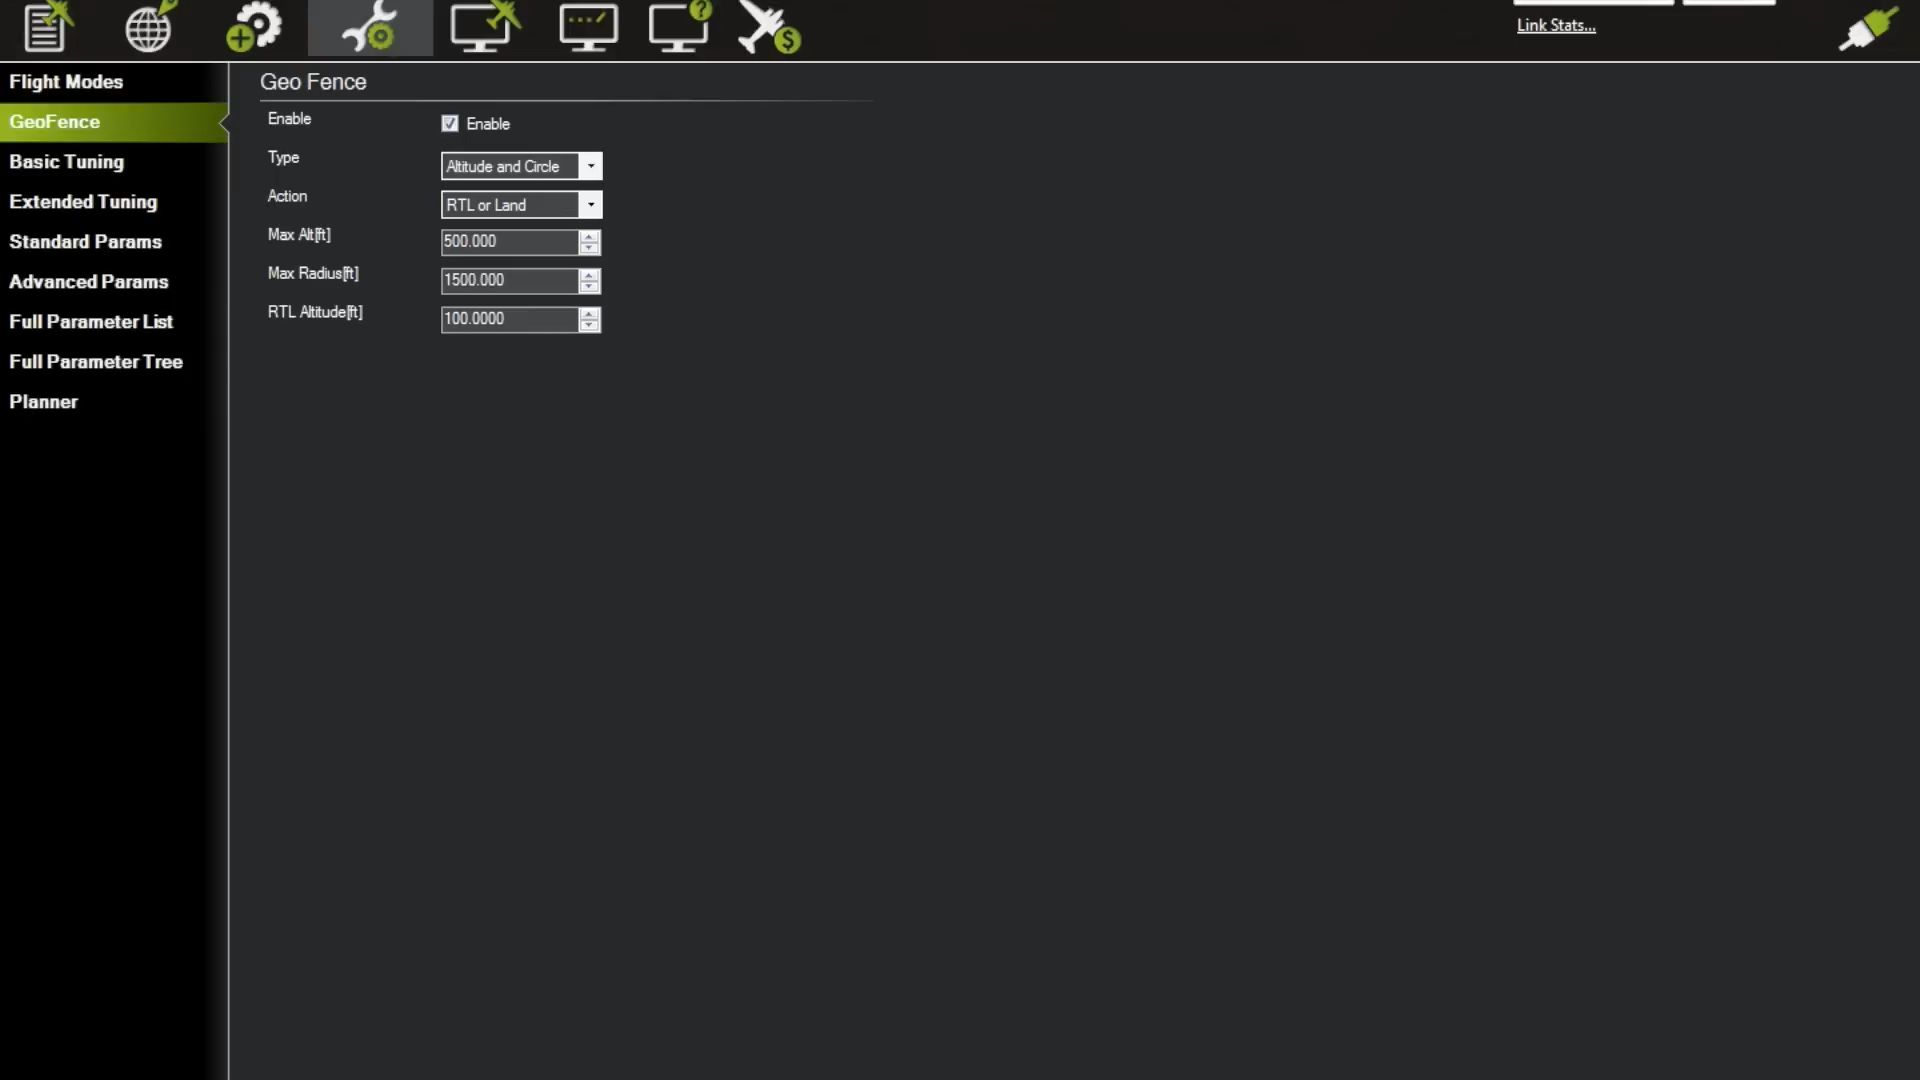 Link Stats...
Flight Modes
GeoFence
Basic Tuning
Extended Tuning
Standard Params
Advanced Params
Full Parameter List
Full Parameter Tree
Planner
Geo Fence
Enable
Enable
Type
Altitude and Circle
Action
RTL or Land
Max Alt[ft]
500.000
Max Radius[ft]
1500.000
RTL Altitude[ft]
100.0000